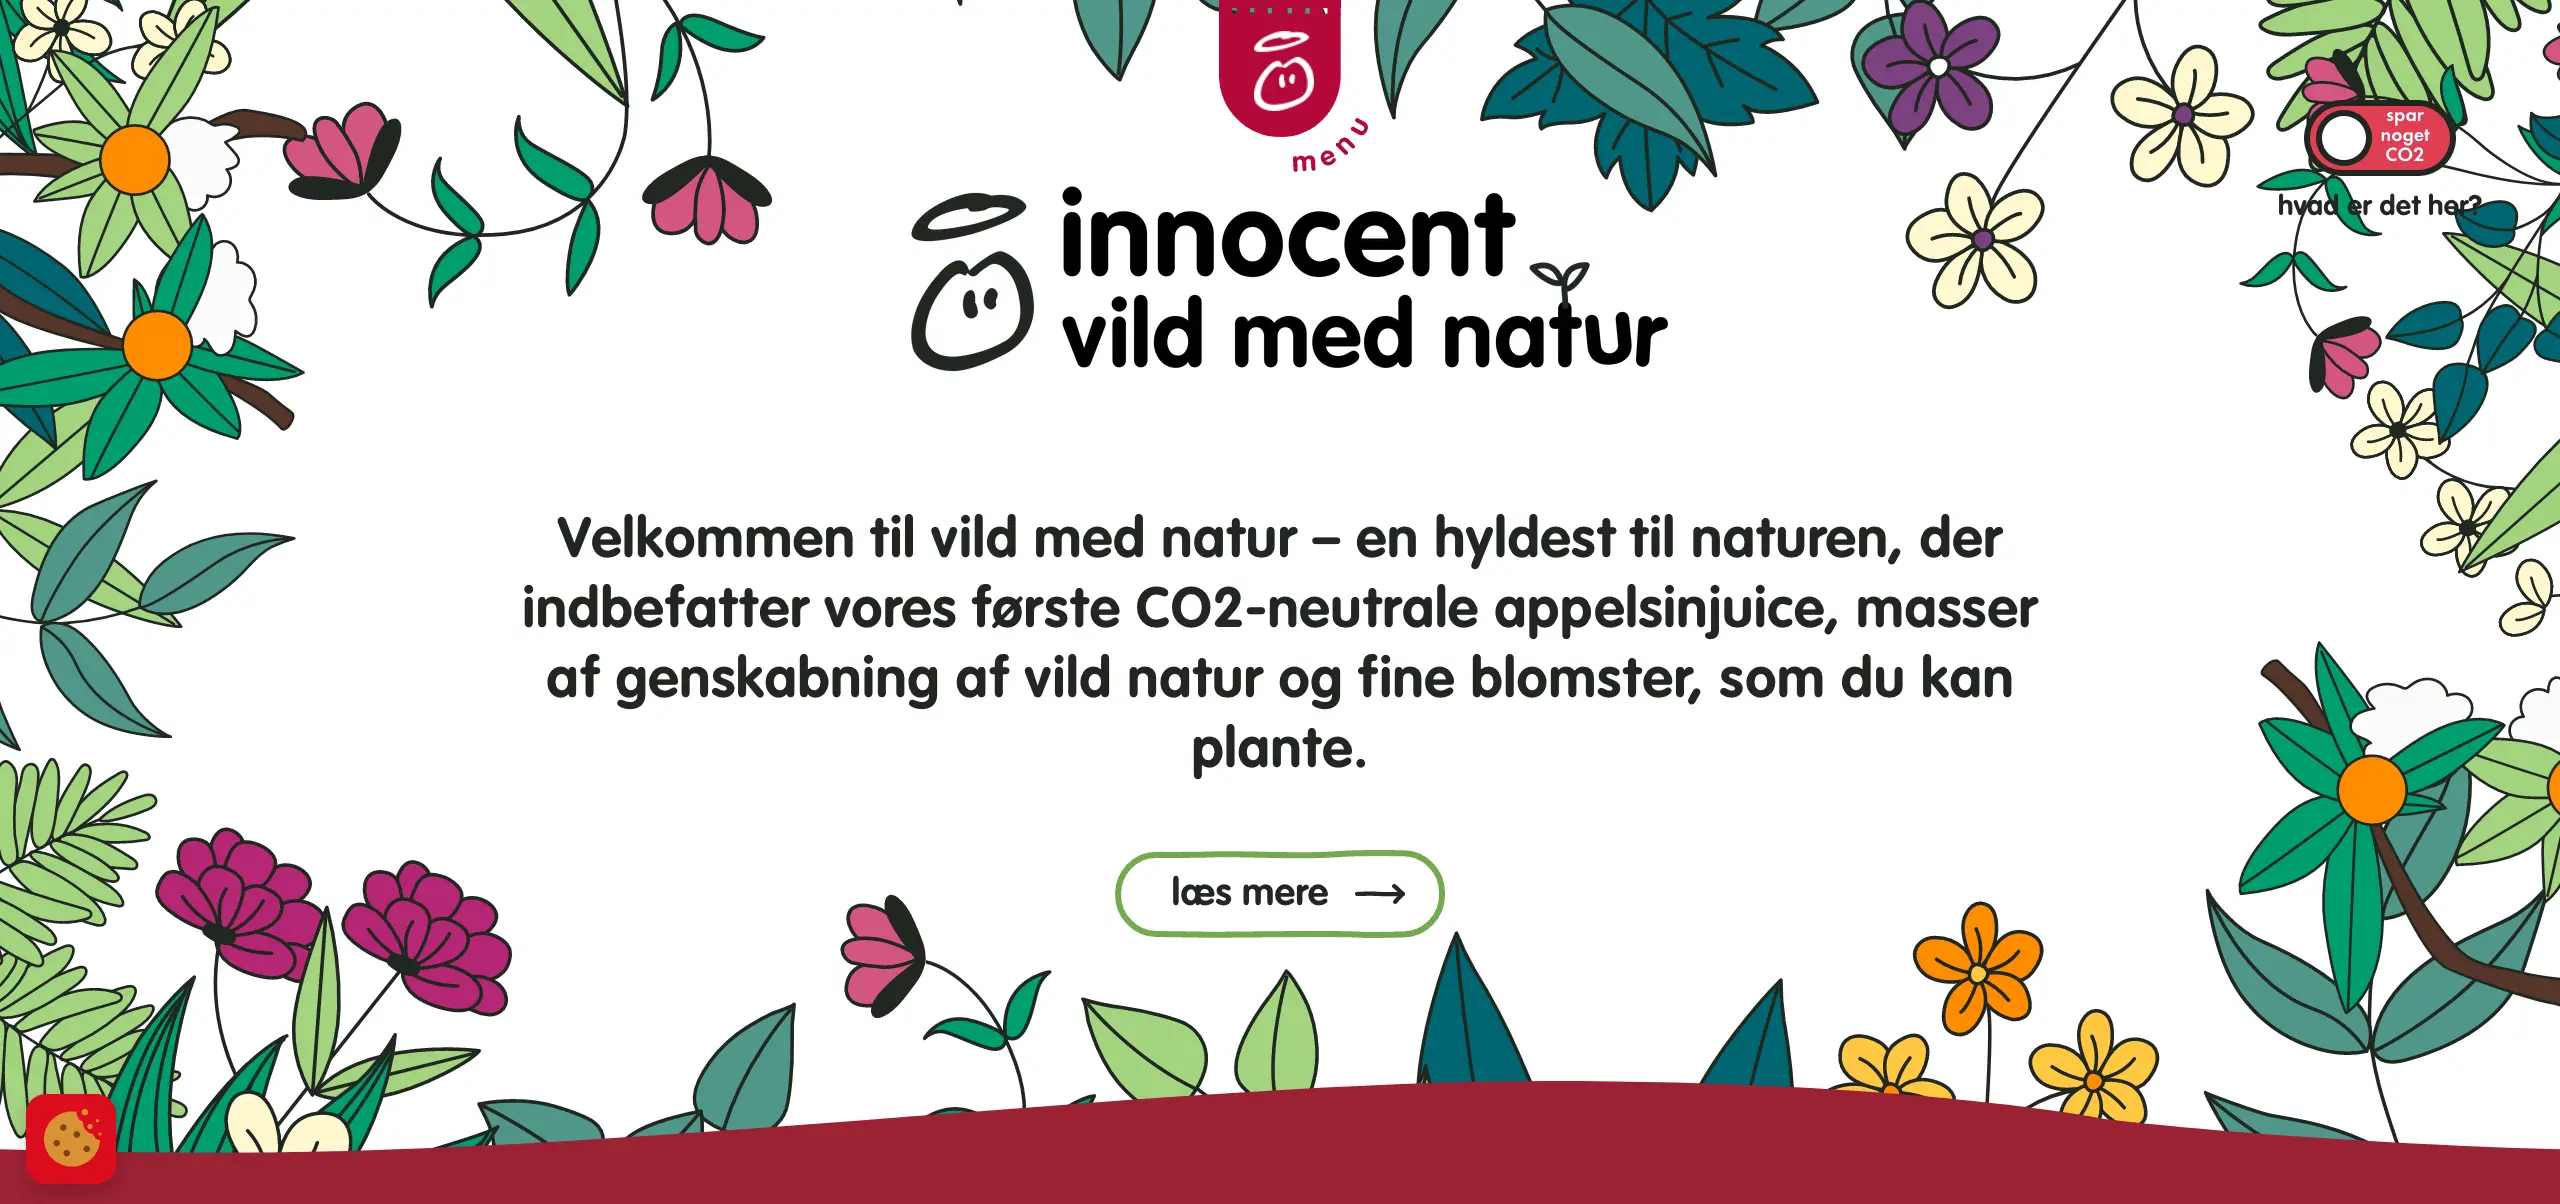 menu
spar
noget
CO2
hvad er det her?
innocent
vild med natur
Velkommen til vild med natur – en hyldest til naturen, der
indbefatter vores første CO2-neutrale appelsinjuice, masser
af genskabning af vild natur og fine blomster, som du kan
plante.
læs mere